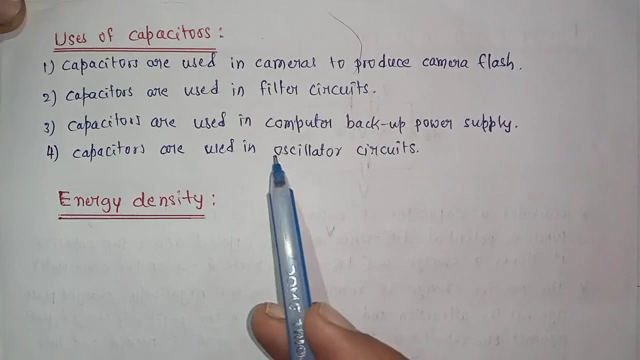 Uses of capacitors:
1) Capacitors are used in cameras to produce camera flash.
2) Capacitors are used in filter circuits.
3) Capacitors are used in computer back-up power supply.
4) Capacitors are used in oscillator circuits.
Energy density: